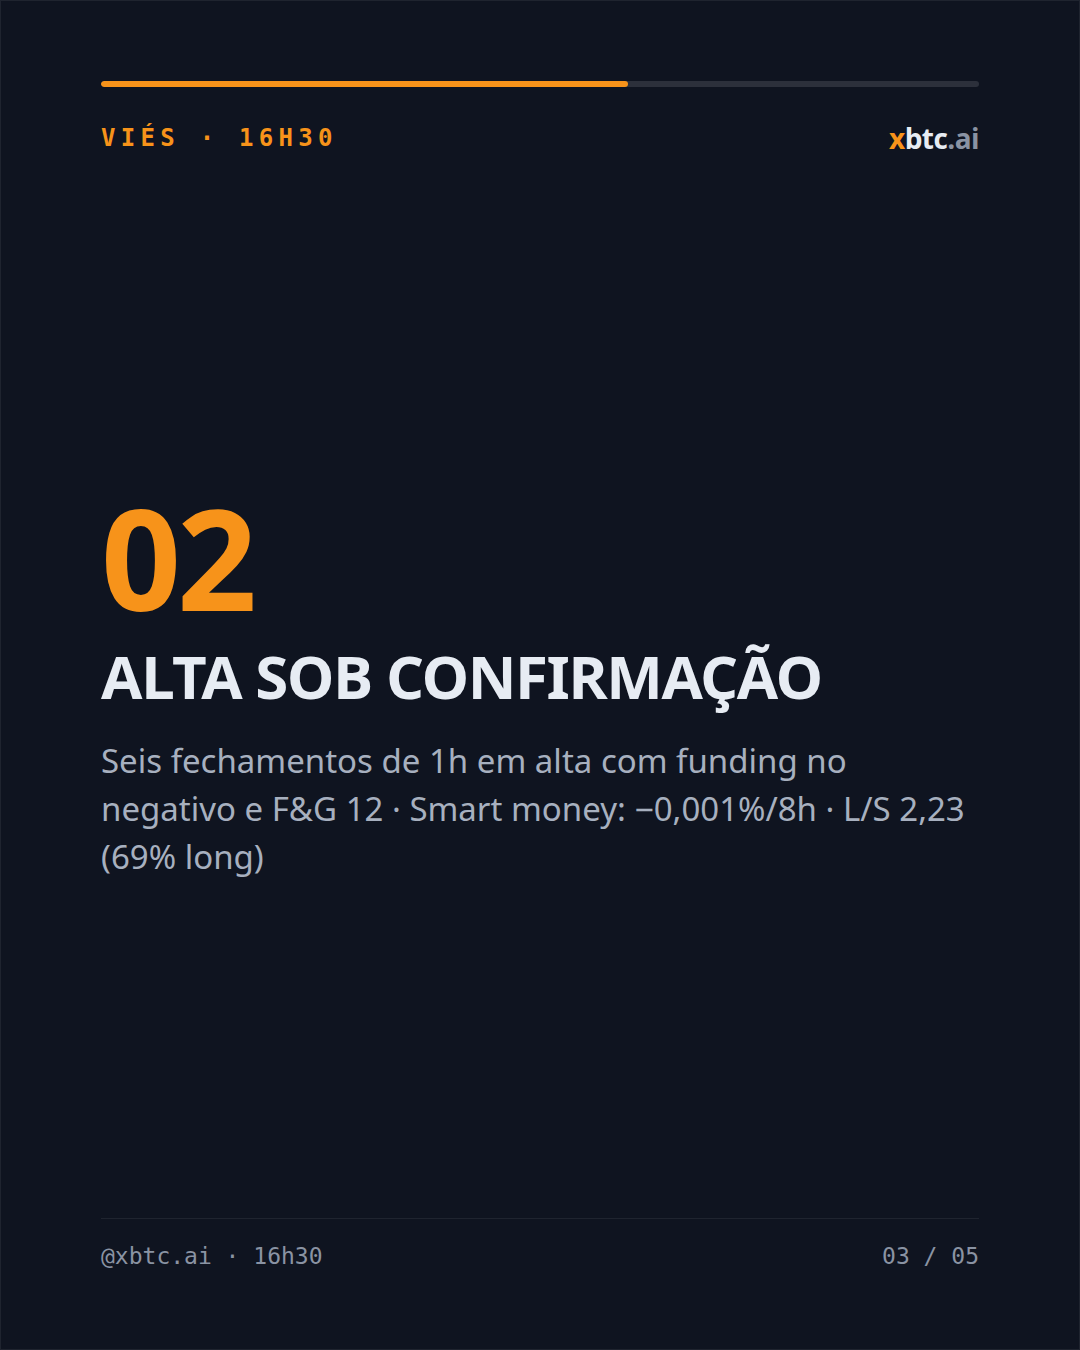 VIÉS · 16H30
xbtc.ai
02
ALTA SOB CONFIRMAÇÃO
Seis fechamentos de 1h em alta com funding no
negativo e F&G 12 · Smart money: −0,001%/8h · L/S 2,23
(69% long)
@xbtc.ai · 16h30
03 / 05